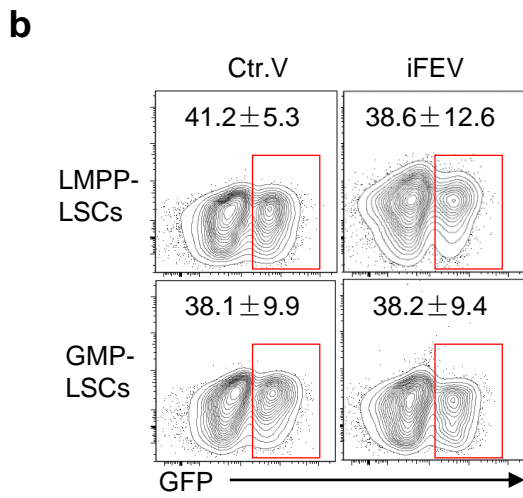 b
Ctr.V iFEV
41.2±5.3 38.6±12.6
LMPP-
LSCs
38.1±9.9 38.2±9.4
GMP-
LSCs
GFP